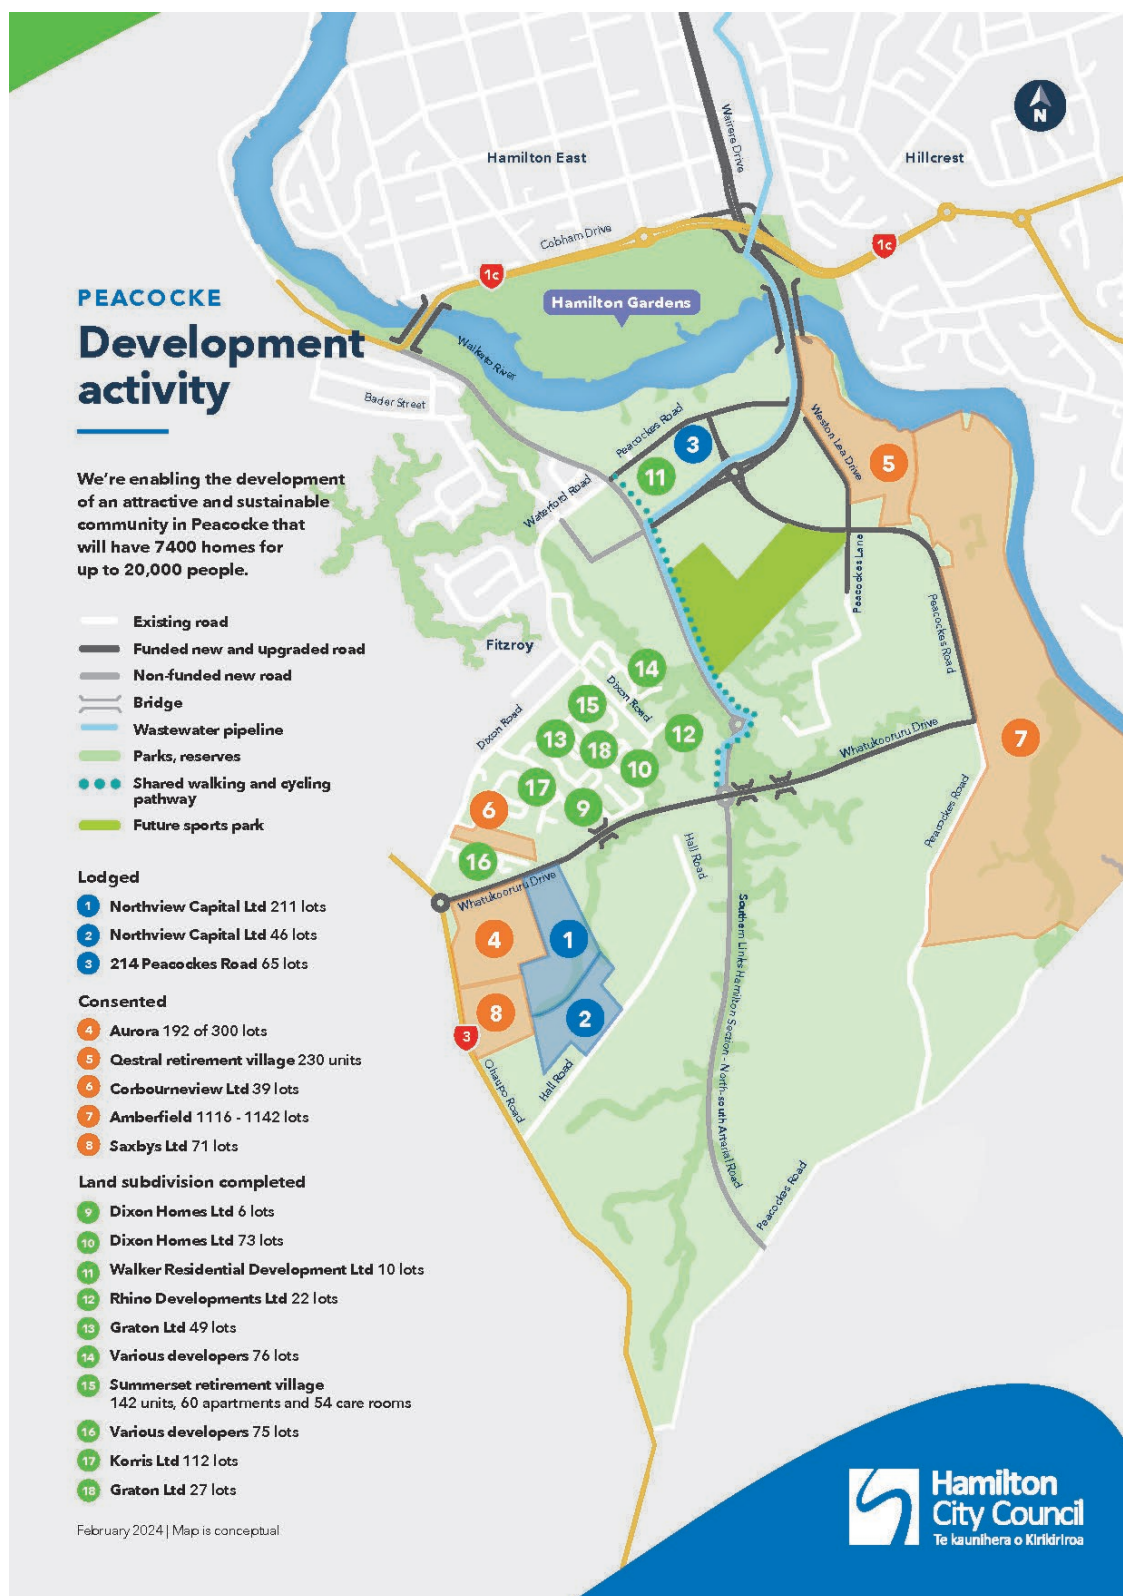 PEACOCKE
Development
activity
We're enabling the development
of an attractive and sustainable
community in Peacocke that
will have 7400 homes for
up to 20,000 people.
Existing road
Funded new and upgraded road
Non-funded new road
Bridge
Wastewater pipeline
Parks, reserves
Shared walking and cycling
pathway
Future sports park
Lodged
1 Northview Capital Ltd 211 lots
2 Northview Capital Ltd 46 lots
3 214 Peacockes Road 65 lots
Consented
4 Aurora 192 of 300 lots
5 Qestral retirement village 230 units
6 Corbourneview Ltd 39 lots
7 Amberfield 1116 - 1142 lots
8 Saxbys Ltd 71 lots
Land subdivision completed
9 Dixon Homes Ltd 6 lots
10 Dixon Homes Ltd 73 lots
11 Walker Residential Development Ltd 10 lots
12 Rhino Developments Ltd 22 lots
13 Graton Ltd 49 lots
14 Various developers 76 lots
15 Summerset retirement village
142 units, 60 apartments and 54 care rooms
16 Various developers 75 lots
17 Korris Ltd 112 lots
18 Graton Ltd 27 lots
February 2024 | Map is conceptual
N
Wairere Drive
Hamilton East
Hillcrest
Cobham Drive
1c
1c
Hamilton Gardens
Waikato River
Bader Street
Peacockes Road
3
11
Weston Lea Drive
5
Waterford Road
Peacockes Lane
Peacockes Road
Fitzroy
14
Dixon Road
15
Dixon Road
13
18
12
10
Whatukooruru Drive
7
17
9
6
Peacockes Road
16
Hall Road
Whatukooruru Drive
4
1
Southern Links Hamilton Section - North-south Arterial Road
8
2
3
Ohaupo Road
Hall Road
Peacockes Road
Hamilton
City Council
Te kaunihera o Kirikiriroa